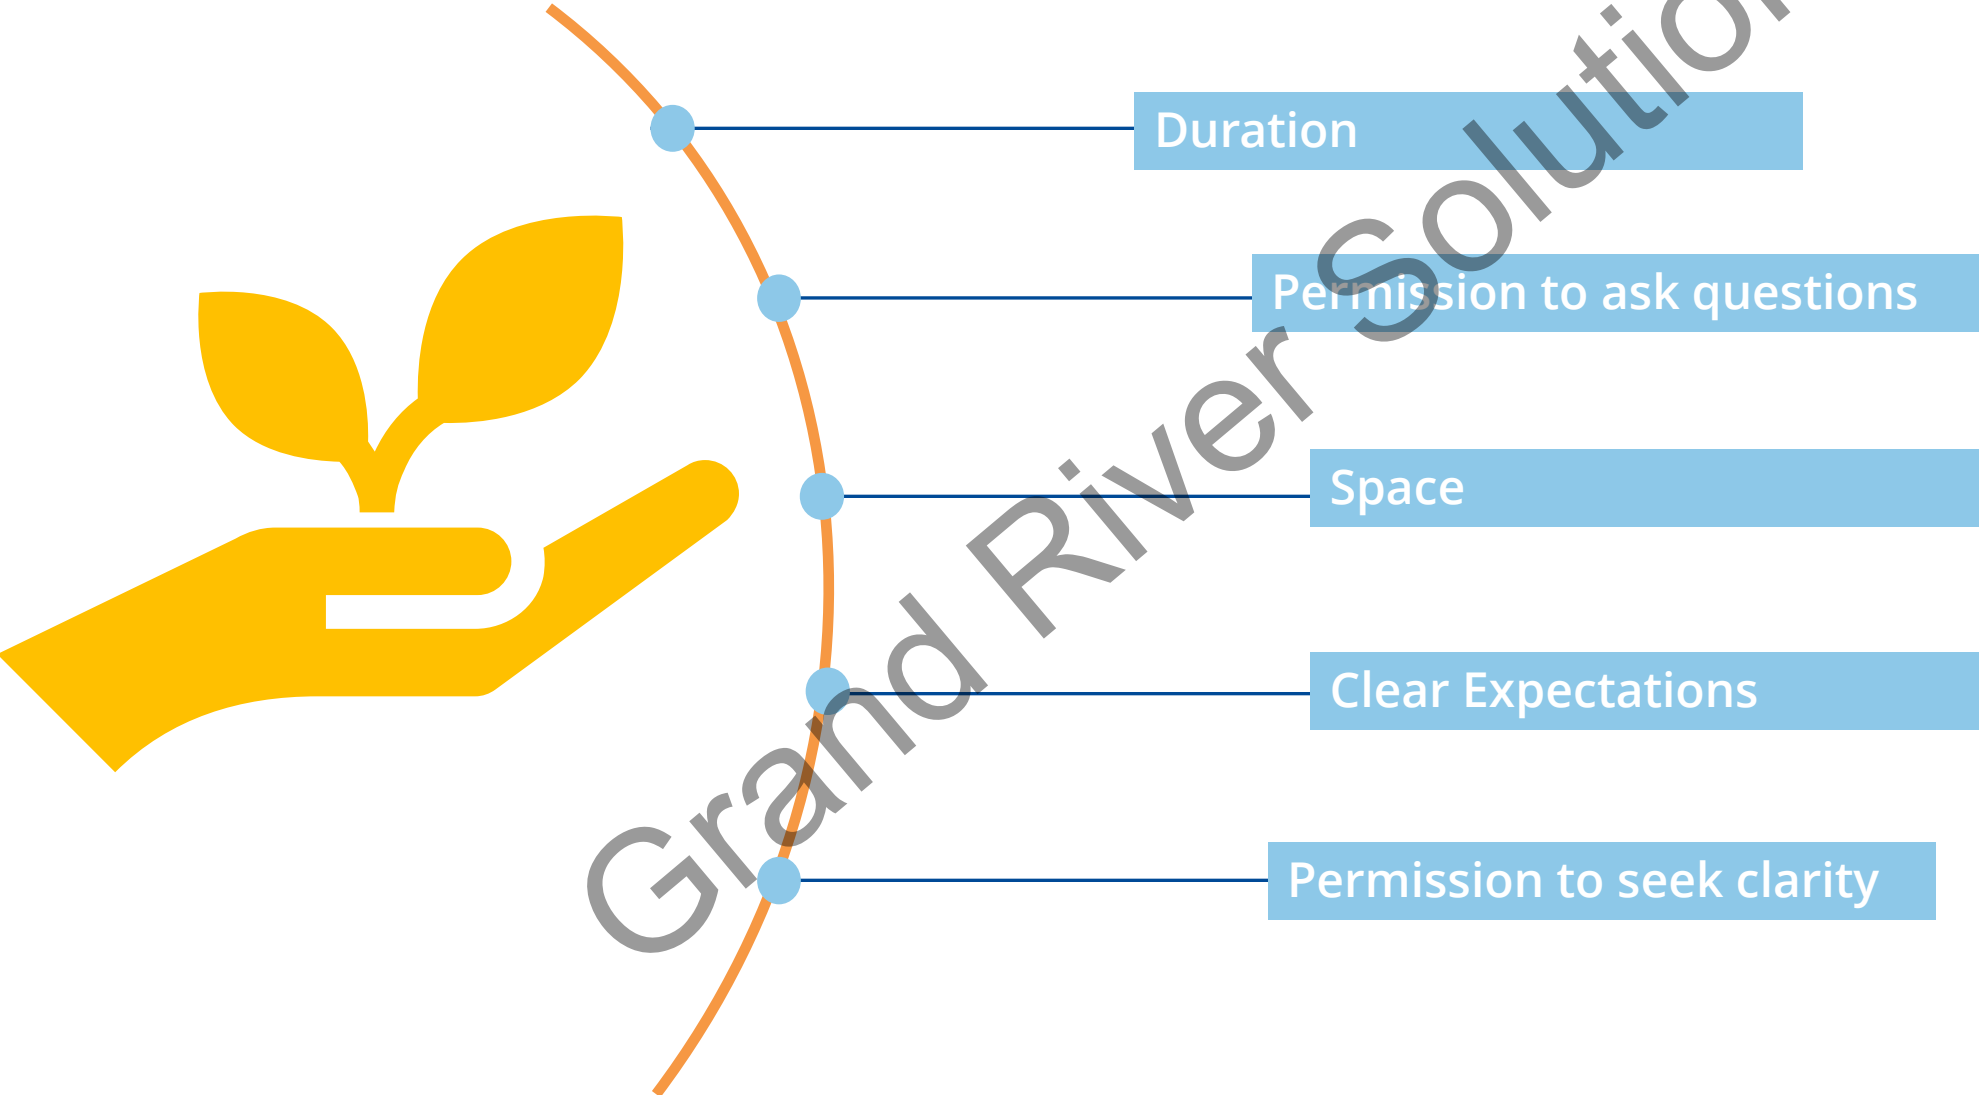 Duration
Permission to ask questions
Space
Clear Expectations
Permission to seek clarity
Grand River Solution